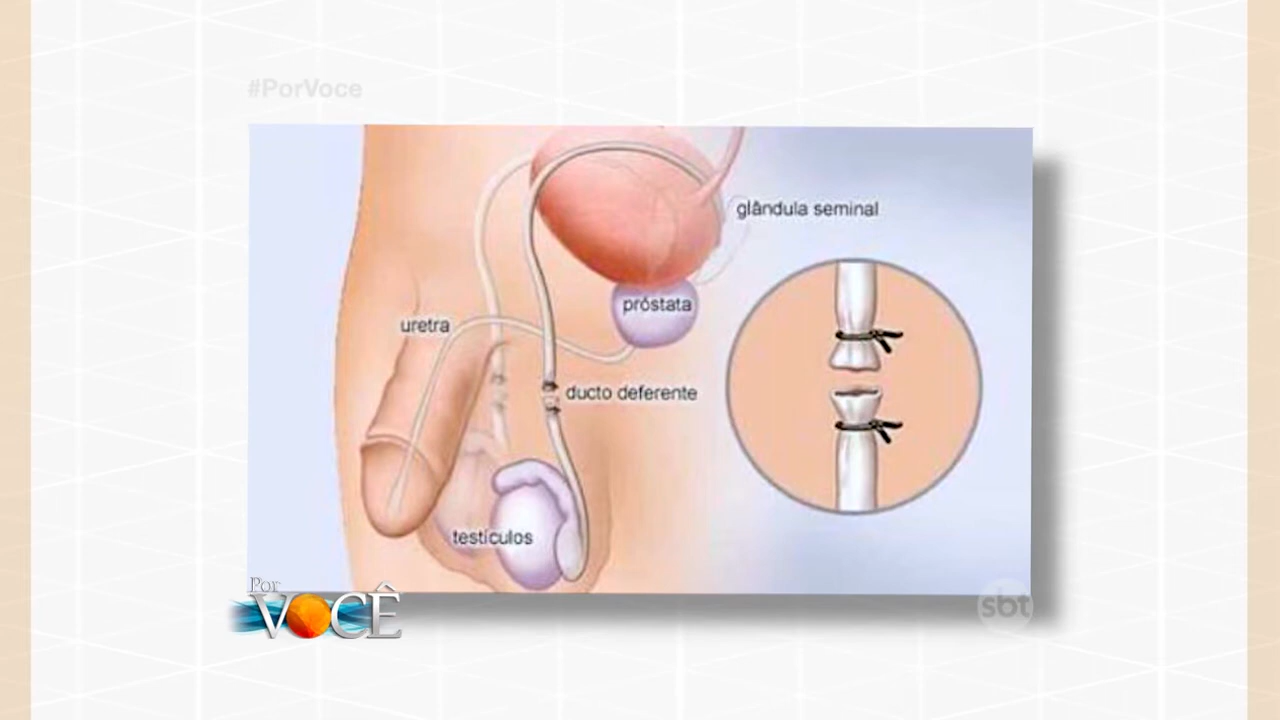 #PorVoce
glândula seminal
próstata
uretra
ducto deferente
testículos
Por
VOCÊ
sbt